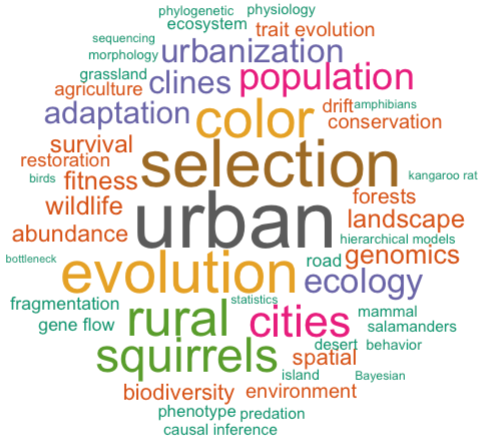 phylogenetic physiology
ecosystem trait evolution
sequencing urbanization
morphology
grassland clines population
agriculture
adaptation color drift amphibians
conservation
survival selection
restoration
birds fitness kangaroo rat
wildlife urban forests
landscape
abundance hierarchical models
bottleneck evolution road genomics
ecology
fragmentation statistics
gene flow rural cities mammal
salamanders
squirrels desert behavior
spatial
island Bayesian
biodiversity environment
phenotype predation
causal inference